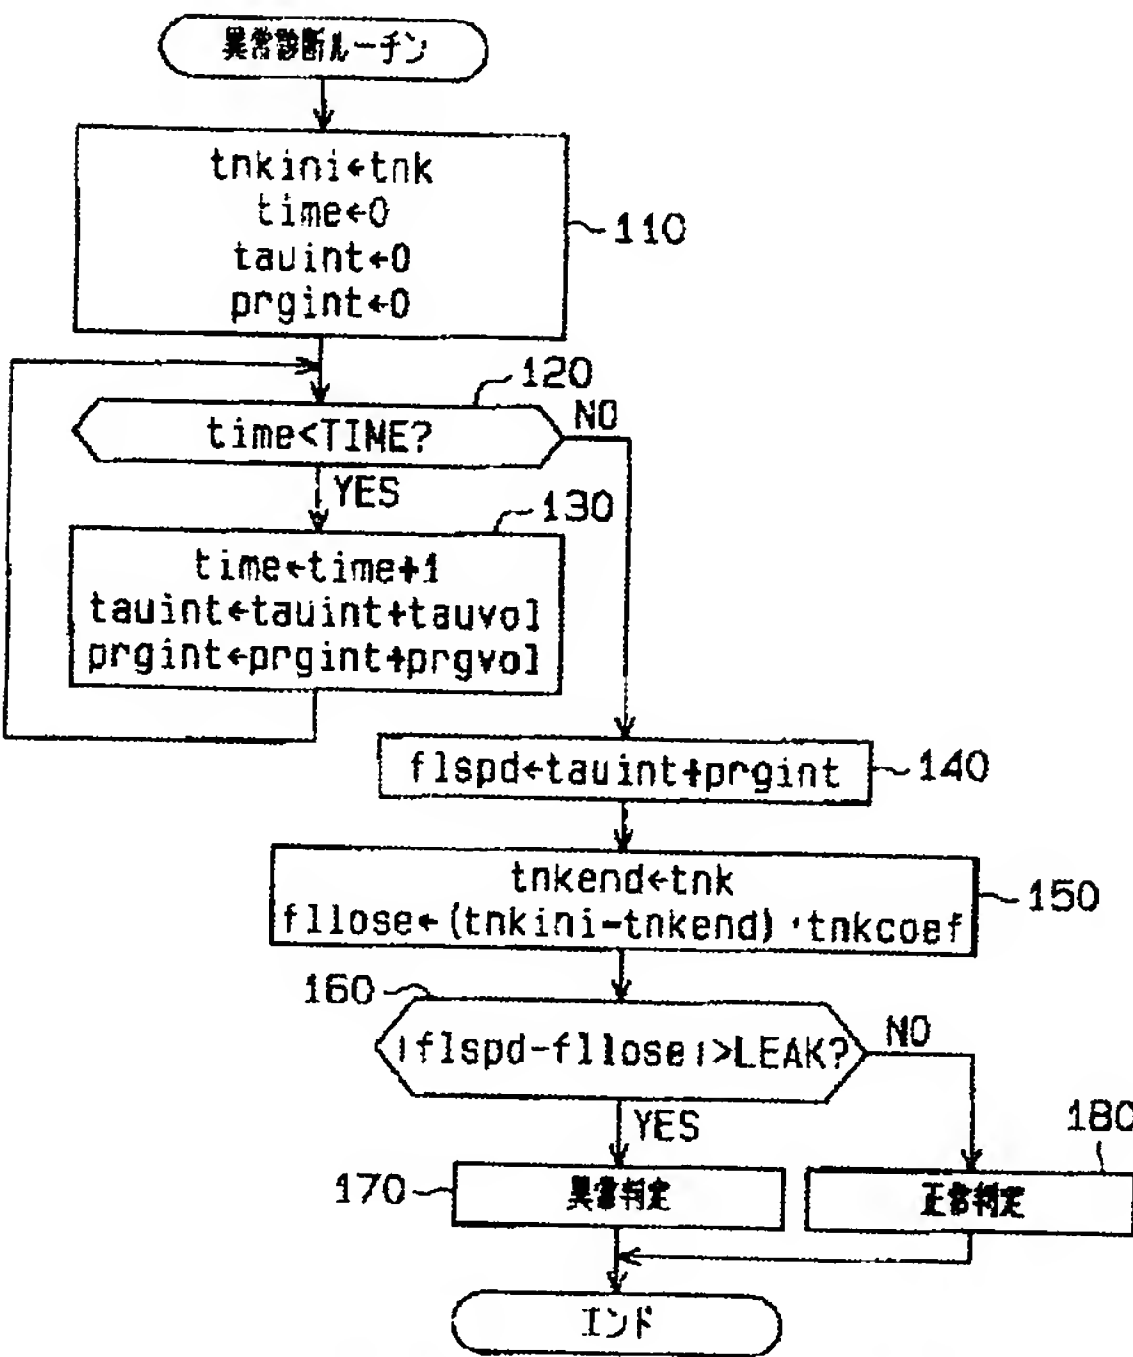 異常診断ルーチン
tnkini←tnk
time←0
tauint←0
prgint←0
110
120
time<TIME?
NO
YES
130
time←time+1
tauint←tauint+tauvol
prgint←prgint+prgvol
flspd←tauint+prgint
140
tnkend←tnk
fllose←(tnkini-tnkend)・tnkcoef
150
160
|flspd-fllose|>LEAK?
NO
YES
180
170
異常判定
正常判定
エンド